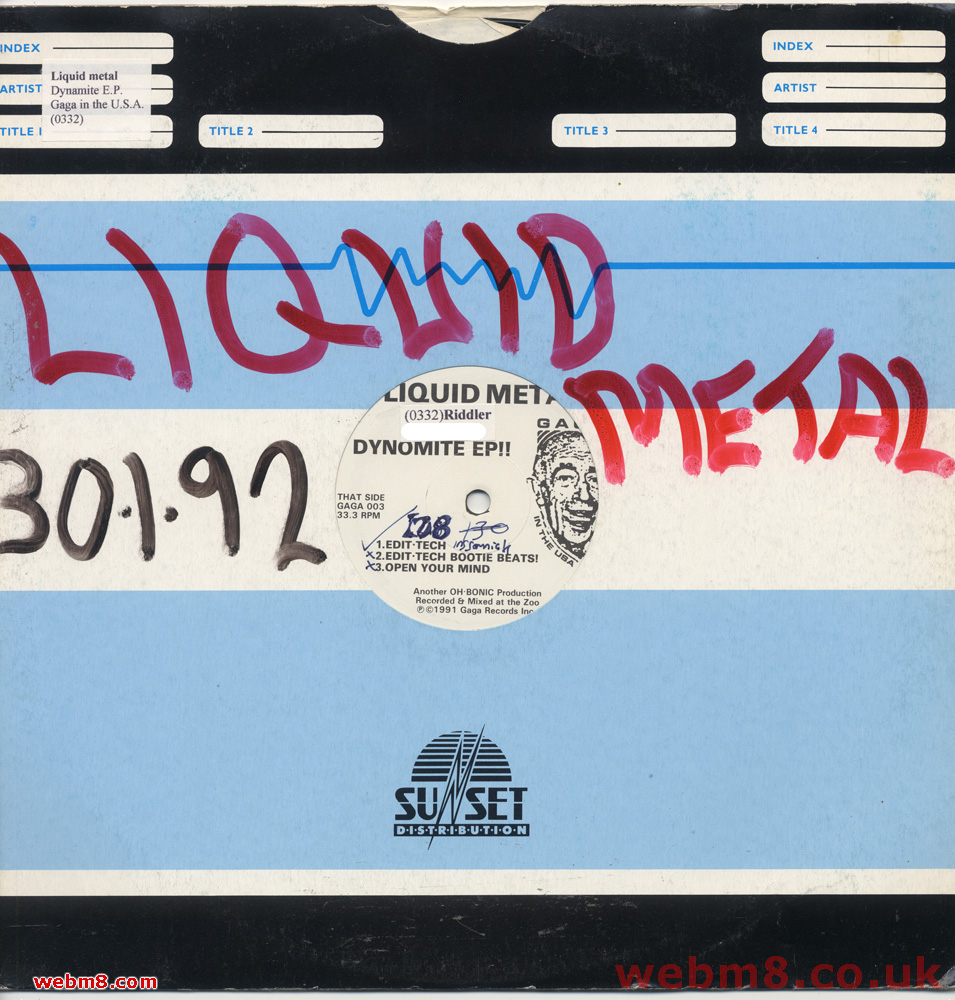 INDEX
ARTIST
TITLE 1
Liquid metal
Dynamite E.P.
Gaga in the U.S.A.
(0332)
TITLE 2
TITLE 3
INDEX
ARTIST
TITLE 4
LIQUID
METAL
30.1.92
LIQUID META
(0332)Riddler
DYNOMITE EP!!
GA
IN THE USA
THAT SIDE
GAGA 003
33.3 RPM
128 130
1.EDIT·TECH
2.EDIT·TECH BOOTIE BEATS!
3.OPEN YOUR MIND
Another OH·BONIC Production
Recorded & Mixed at the Zoo
℗©1991 Gaga Records Inc
SUNSET
D·I·S·T·R·I·B·U·T·I·O·N
webm8.com
webm8.co.uk